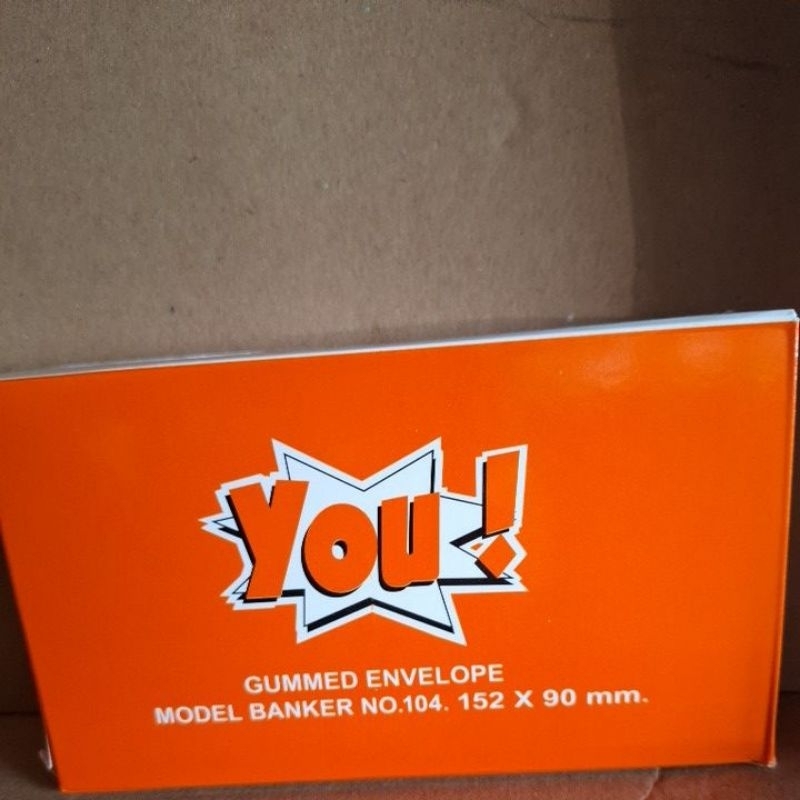 You!
GUMMED ENVELOPE
MODEL BANKER NO.104. 152 X 90 mm.